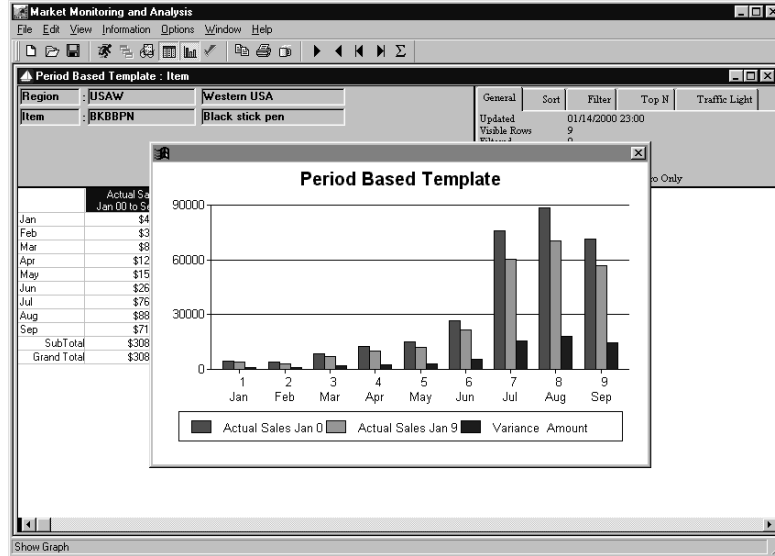 Market Monitoring and Analysis
File Edit View Information Options Window Help
Period Based Template : Item
Region : USAW Western USA
Item : BKBBPN Black stick pen
General Sort Filter Top N Traffic Light
Updated 01/14/2000 23:00
Visible Rows 9
Filtered 0
ro Only
Actual Sa
Jan 00 to Se
Jan $4
Feb $3
Mar $8
Apr $12
May $15
Jun $26
Jul $76
Aug $88
Sep $71
SubTotal $308
Grand Total $308
Period Based Template
90000
60000
30000
0
1 2 3 4 5 6 7 8 9
Jan Feb Mar Apr May Jun Jul Aug Sep
Actual Sales Jan 0 Actual Sales Jan 9 Variance Amount
Show Graph